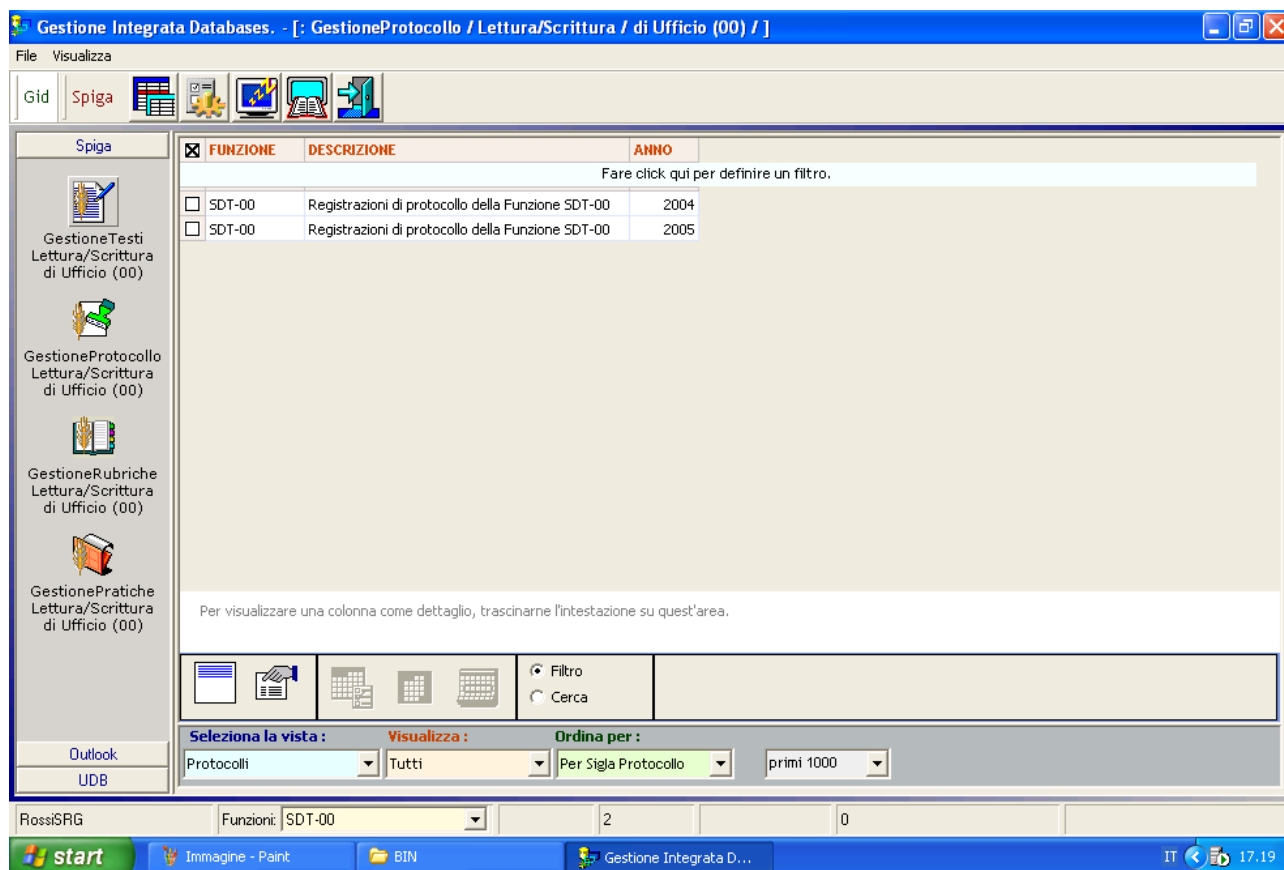 Gestione Integrata Databases. - [: GestioneProtocollo / Lettura/Scrittura / di Ufficio (00) / ]
File Visualizza
Gid Spiga
Spiga
GestioneTesti
Lettura/Scrittura
di Ufficio (00)
GestioneProtocollo
Lettura/Scrittura
di Ufficio (00)
GestioneRubriche
Lettura/Scrittura
di Ufficio (00)
GestionePratiche
Lettura/Scrittura
di Ufficio (00)
Outlook
UDB
FUNZIONE DESCRIZIONE ANNO
Fare click qui per definire un filtro.
SDT-00 Registrazioni di protocollo della Funzione SDT-00 2004
SDT-00 Registrazioni di protocollo della Funzione SDT-00 2005
Per visualizzare una colonna come dettaglio, trascinarne l'intestazione su quest'area.
Filtro
Cerca
Seleziona la vista : Visualizza : Ordina per :
Protocolli Tutti Per Sigla Protocollo primi 1000
RossiSRG Funzioni: SDT-00 2 0
start Immagine - Paint BIN Gestione Integrata D... IT 17.19